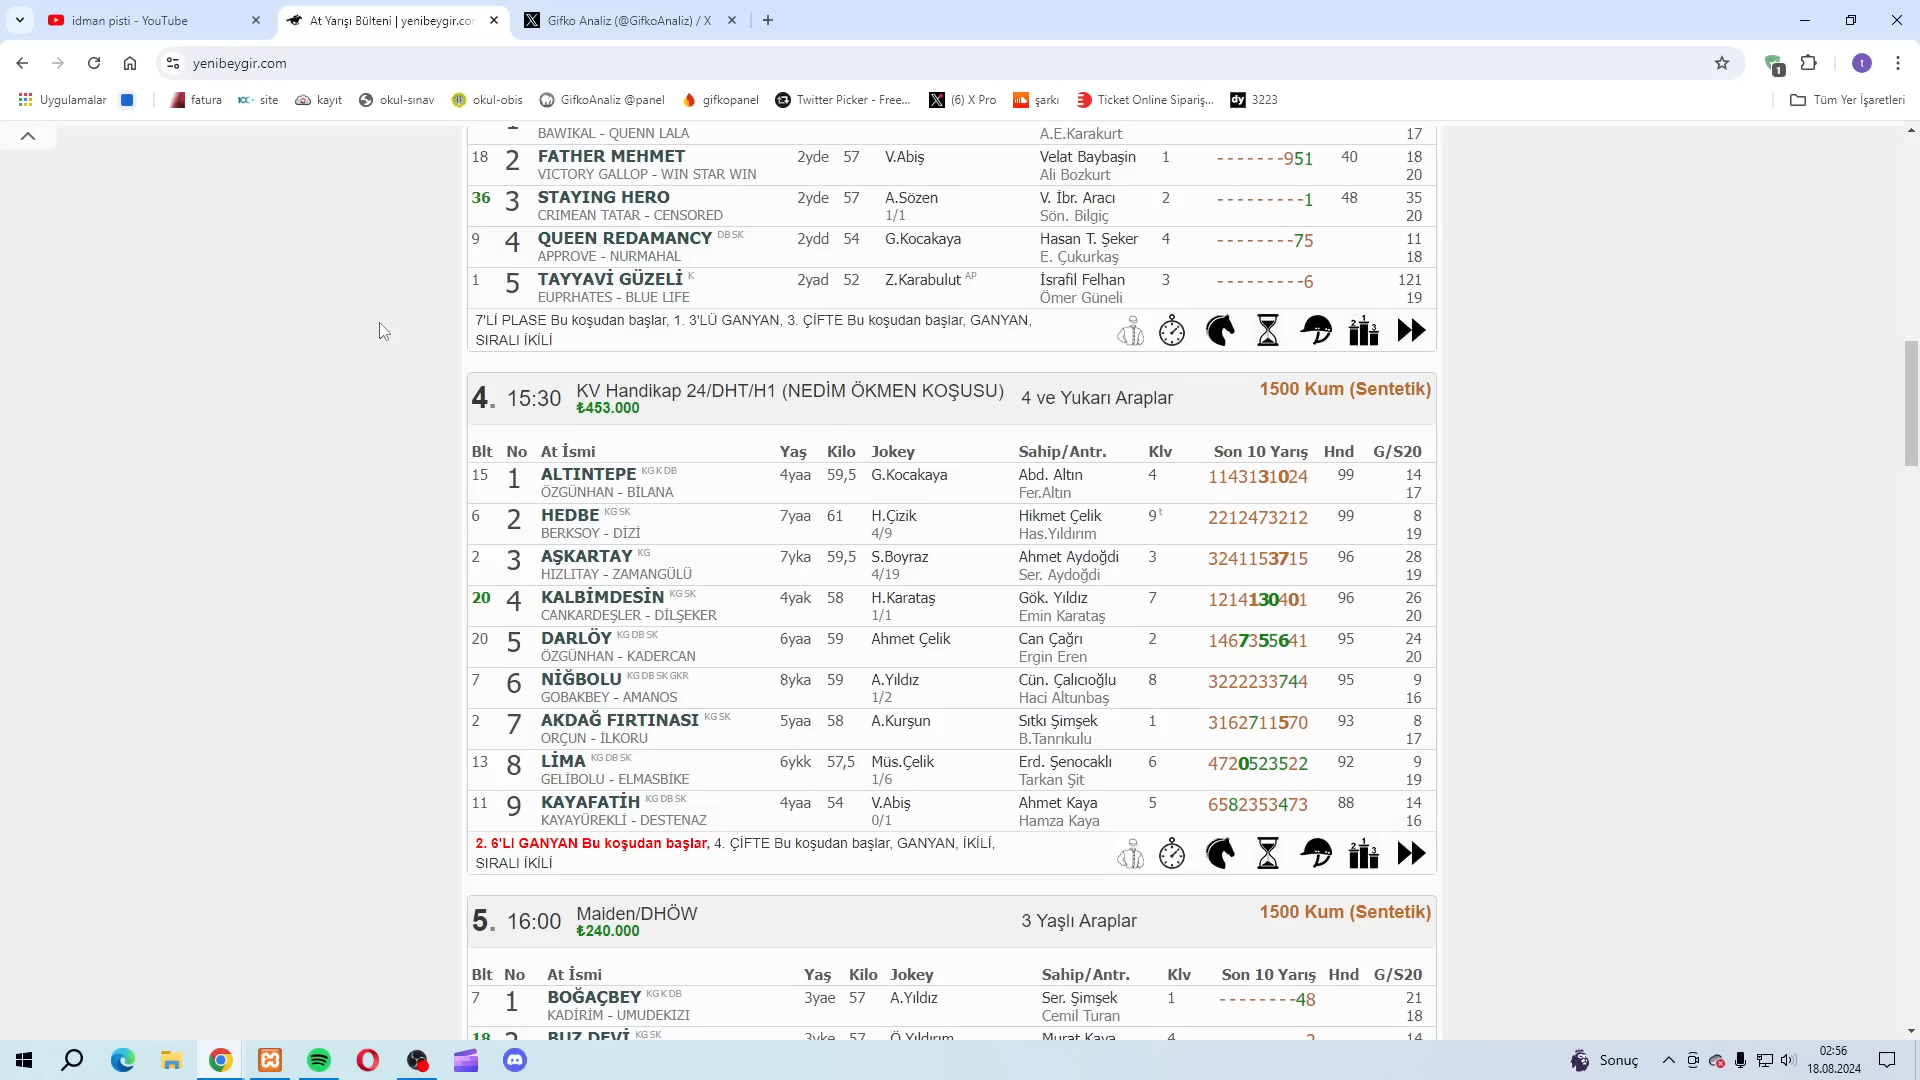 idman pisti - YouTube
At Yarışı Bülteni | yenibeygir.com
Gifko Analiz (@GifkoAnaliz) / X
yenibeygir.com
1
t
Uygulamalar
fatura
site
kayıt
okul-sınav
okul-obis
GifkoAnaliz @panel
gifkopanel
Twitter Picker - Free...
(6) X Pro
şarkı
Ticket Online Sipariş...
dy 3223
Tüm Yer İşaretleri
BAWIKAL - QUENN LALA A.E.Karakurt 17
18 2 FATHER MEHMET 2yde 57 V.Abiş Velat Baybaşin 1 -------951 40 18
VICTORY GALLOP - WIN STAR WIN Ali Bozkurt 20
36 3 STAYING HERO 2yde 57 A.Sözen V. İbr. Aracı 2 ---------1 48 35
CRIMEAN TATAR - CENSORED 1/1 Sön. Bilgiç 20
9 4 QUEEN REDAMANCY DB SK 2ydd 54 G.Kocakaya Hasan T. Şeker 4 --------75 11
APPROVE - NURMAHAL E. Çukurkaş 18
1 5 TAYYAVİ GÜZELİ K 2yad 52 Z.Karabulut AP İsrafil Felhan 3 ---------6 121
EUPRHATES - BLUE LIFE Ömer Güneli 19
7'Lİ PLASE Bu koşudan başlar, 1. 3'LÜ GANYAN, 3. ÇİFTE Bu koşudan başlar, GANYAN,
SIRALI İKİLİ
4. 15:30 KV Handikap 24/DHT/H1 (NEDİM ÖKMEN KOŞUSU) 4 ve Yukarı Araplar 1500 Kum (Sentetik)
₺453.000
Blt No At İsmi Yaş Kilo Jokey Sahip/Antr. Klv Son 10 Yarış Hnd G/S20
15 1 ALTINTEPE KG K DB 4yaa 59,5 G.Kocakaya Abd. Altın 4 1143131024 99 14
ÖZGÜNHAN - BİLANA Fer.Altın 17
6 2 HEDBE KG SK 7yaa 61 H.Çizik Hikmet Çelik 9 t 2212473212 99 8
BERKSOY - DİZİ 4/9 Has.Yıldırım 19
2 3 AŞKARTAY KG 7yka 59,5 S.Boyraz Ahmet Aydoğdi 3 3241153715 96 28
HIZLITAY - ZAMANGÜLÜ 4/19 Ser. Aydoğdi 19
20 4 KALBİMDESİN KG SK 4yak 58 H.Karataş Gök. Yıldız 7 1214130401 96 26
CANKARDEŞLER - DİLŞEKER 1/1 Emin Karataş 20
20 5 DARLÖY KG DB SK 6yaa 59 Ahmet Çelik Can Çağrı 2 1467355641 95 24
ÖZGÜNHAN - KADERCAN Ergin Eren 20
7 6 NİĞBOLU KG DB SK GKR 8yka 59 A.Yıldız Cün. Çalıcıoğlu 8 3222233744 95 9
GOBAKBEY - AMANOS 1/2 Haci Altunbaş 16
2 7 AKDAĞ FIRTINASI KG SK 5yaa 58 A.Kurşun Sıtkı Şimşek 1 3162711570 93 8
ORÇUN - İLKORU B.Tanrıkulu 17
13 8 LİMA KG DB SK 6ykk 57,5 Müs.Çelik Erd. Şenocaklı 6 4720523522 92 9
GELİBOLU - ELMASBİKE 1/6 Tarkan Şit 19
11 9 KAYAFATİH KG DB SK 4yaa 54 V.Abiş Ahmet Kaya 5 6582353473 88 14
KAYAYÜREKLİ - DESTENAZ 0/1 Hamza Kaya 16
2. 6'LI GANYAN Bu koşudan başlar, 4. ÇİFTE Bu koşudan başlar, GANYAN, İKİLİ,
SIRALI İKİLİ
5. 16:00 Maiden/DHÖW 3 Yaşlı Araplar 1500 Kum (Sentetik)
₺240.000
Blt No At İsmi Yaş Kilo Jokey Sahip/Antr. Klv Son 10 Yarış Hnd G/S20
7 1 BOĞAÇBEY KG K DB 3yae 57 A.Yıldız Ser. Şimşek 1 --------48 21
KADİRİM - UMUDEKIZI Cemil Turan 18
18 2 BUZ DEVİ KG SK 3yke 57 Ö.Yıldırım Murat Kaya 4 2 14
Sonuç
02:56
18.08.2024